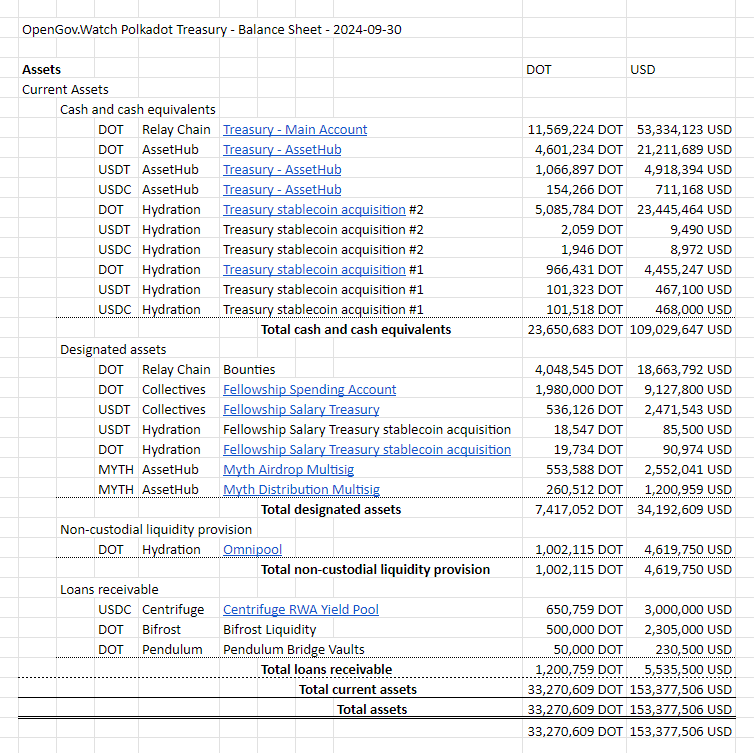 OpenGov.Watch Polkadot Treasury - Balance Sheet - 2024-09-30
Assets DOT USD
Current Assets
Cash and cash equivalents
DOT Relay Chain Treasury - Main Account 11,569,224 DOT 53,334,123 USD
DOT AssetHub Treasury - AssetHub 4,601,234 DOT 21,211,689 USD
USDT AssetHub Treasury - AssetHub 1,066,897 DOT 4,918,394 USD
USDC AssetHub Treasury - AssetHub 154,266 DOT 711,168 USD
DOT Hydration Treasury stablecoin acquisition #2 5,085,784 DOT 23,445,464 USD
USDT Hydration Treasury stablecoin acquisition #2 2,059 DOT 9,490 USD
USDC Hydration Treasury stablecoin acquisition #2 1,946 DOT 8,972 USD
DOT Hydration Treasury stablecoin acquisition #1 966,431 DOT 4,455,247 USD
USDT Hydration Treasury stablecoin acquisition #1 101,323 DOT 467,100 USD
USDC Hydration Treasury stablecoin acquisition #1 101,518 DOT 468,000 USD
Total cash and cash equivalents 23,650,683 DOT 109,029,647 USD
Designated assets
DOT Relay Chain Bounties 4,048,545 DOT 18,663,792 USD
DOT Collectives Fellowship Spending Account 1,980,000 DOT 9,127,800 USD
USDT Collectives Fellowship Salary Treasury 536,126 DOT 2,471,543 USD
USDT Hydration Fellowship Salary Treasury stablecoin acquisition 18,547 DOT 85,500 USD
DOT Hydration Fellowship Salary Treasury stablecoin acquisition 19,734 DOT 90,974 USD
MYTH AssetHub Myth Airdrop Multisig 553,588 DOT 2,552,041 USD
MYTH AssetHub Myth Distribution Multisig 260,512 DOT 1,200,959 USD
Total designated assets 7,417,052 DOT 34,192,609 USD
Non-custodial liquidity provision
DOT Hydration Omnipool 1,002,115 DOT 4,619,750 USD
Total non-custodial liquidity provision 1,002,115 DOT 4,619,750 USD
Loans receivable
USDC Centrifuge Centrifuge RWA Yield Pool 650,759 DOT 3,000,000 USD
DOT Bifrost Bifrost Liquidity 500,000 DOT 2,305,000 USD
DOT Pendulum Pendulum Bridge Vaults 50,000 DOT 230,500 USD
Total loans receivable 1,200,759 DOT 5,535,500 USD
Total current assets 33,270,609 DOT 153,377,506 USD
Total assets 33,270,609 DOT 153,377,506 USD
33,270,609 DOT 153,377,506 USD